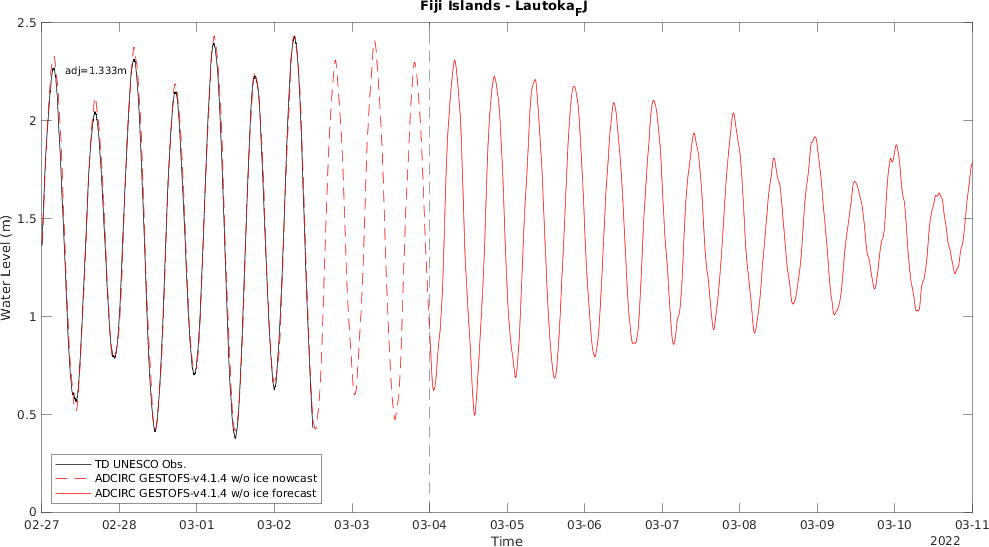 Fiji Islands - Lautoka_FJ
adj=1.333m
2.5
2
1.5
1
0.5
0
Water Level (m)
TD UNESCO Obs.
ADCIRC GESTOFS-v4.1.4 w/o ice nowcast
ADCIRC GESTOFS-v4.1.4 w/o ice forecast
02-27 02-28 03-01 03-02 03-03 03-04 03-05 03-06 03-07 03-08 03-09 03-10 03-11
Time
2022